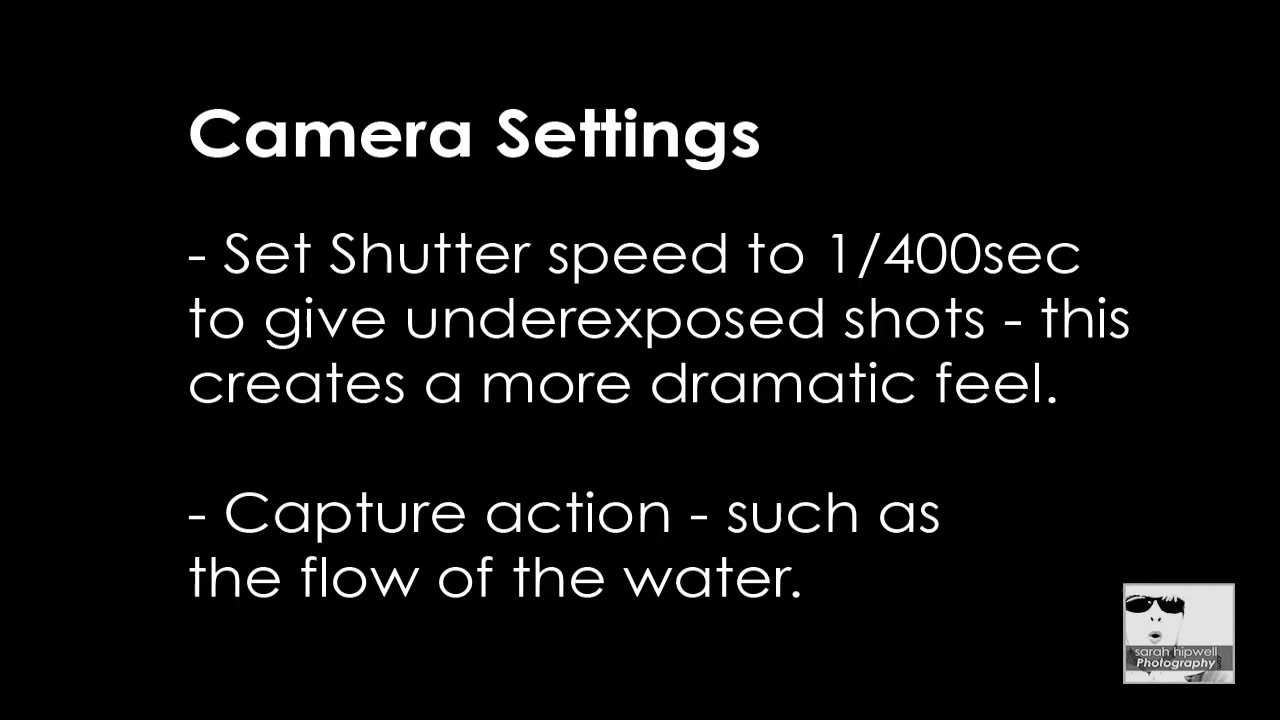 Camera Settings
- Set Shutter speed to 1/400sec
to give underexposed shots - this
creates a more dramatic feel.
- Capture action - such as
the flow of the water.
sarah hipwell
Photography